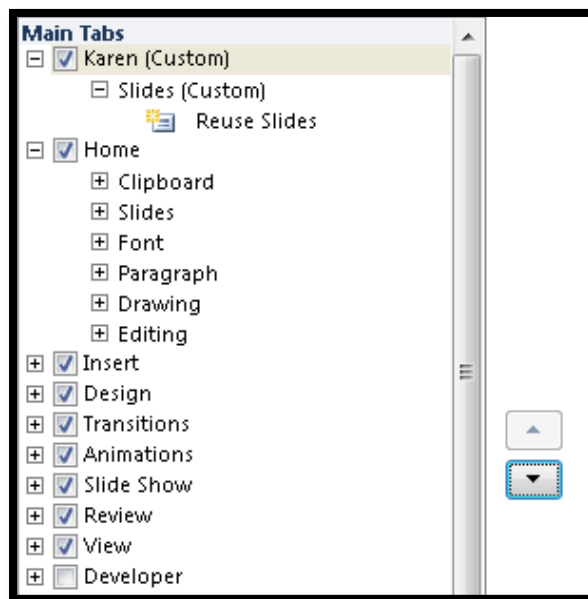 Main Tabs
Karen (Custom)
Slides (Custom)
Reuse Slides
Home
Clipboard
Slides
Font
Paragraph
Drawing
Editing
Insert
Design
Transitions
Animations
Slide Show
Review
View
Developer